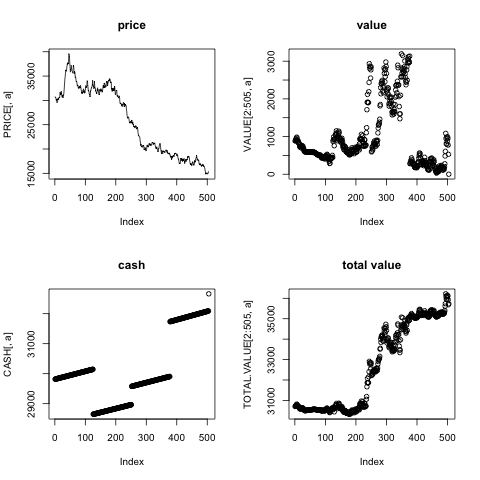 price
PRICE[, a]
15000 25000 35000
0 100 200 300 400 500
Index
value
VALUE[2:505, a]
0 1000 2000 3000
0 100 200 300 400 500
Index
cash
CASH[, a]
29000 31000
0 100 200 300 400 500
Index
total value
TOTAL.VALUE[2:505, a]
31000 33000 35000
0 100 200 300 400 500
Index